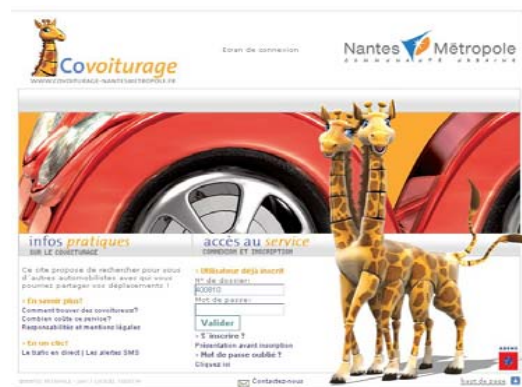 Covoiturage
WWW.COVOITURAGE-NANTESMETROPOLE.FR
Ecran de connexion
Nantes Métropole
COMMUNAUTÉ URBAINE
infos pratiques
SUR LE COVOITURAGE
Ce site propose de rechercher pour vous
d'autres automobilistes avec qui vous
pourrez partager vos déplacements !
En savoir plus!
Comment trouver des covoitureurs?
Combien coûte ce service?
Responsabilités et mentions légales
En un clic!
Le trafic en direct | Les alertes SMS
accès au service
CONNEXION ET INSCRIPTION
Utilisateur déjà inscrit
N° de dossier:
400810
Mot de passe:
Valider
S'inscrire ?
Présentation avant inscription
Mot de passe oublié ?
Cliquez ici
Contactez-nous
haut de page
ADEME